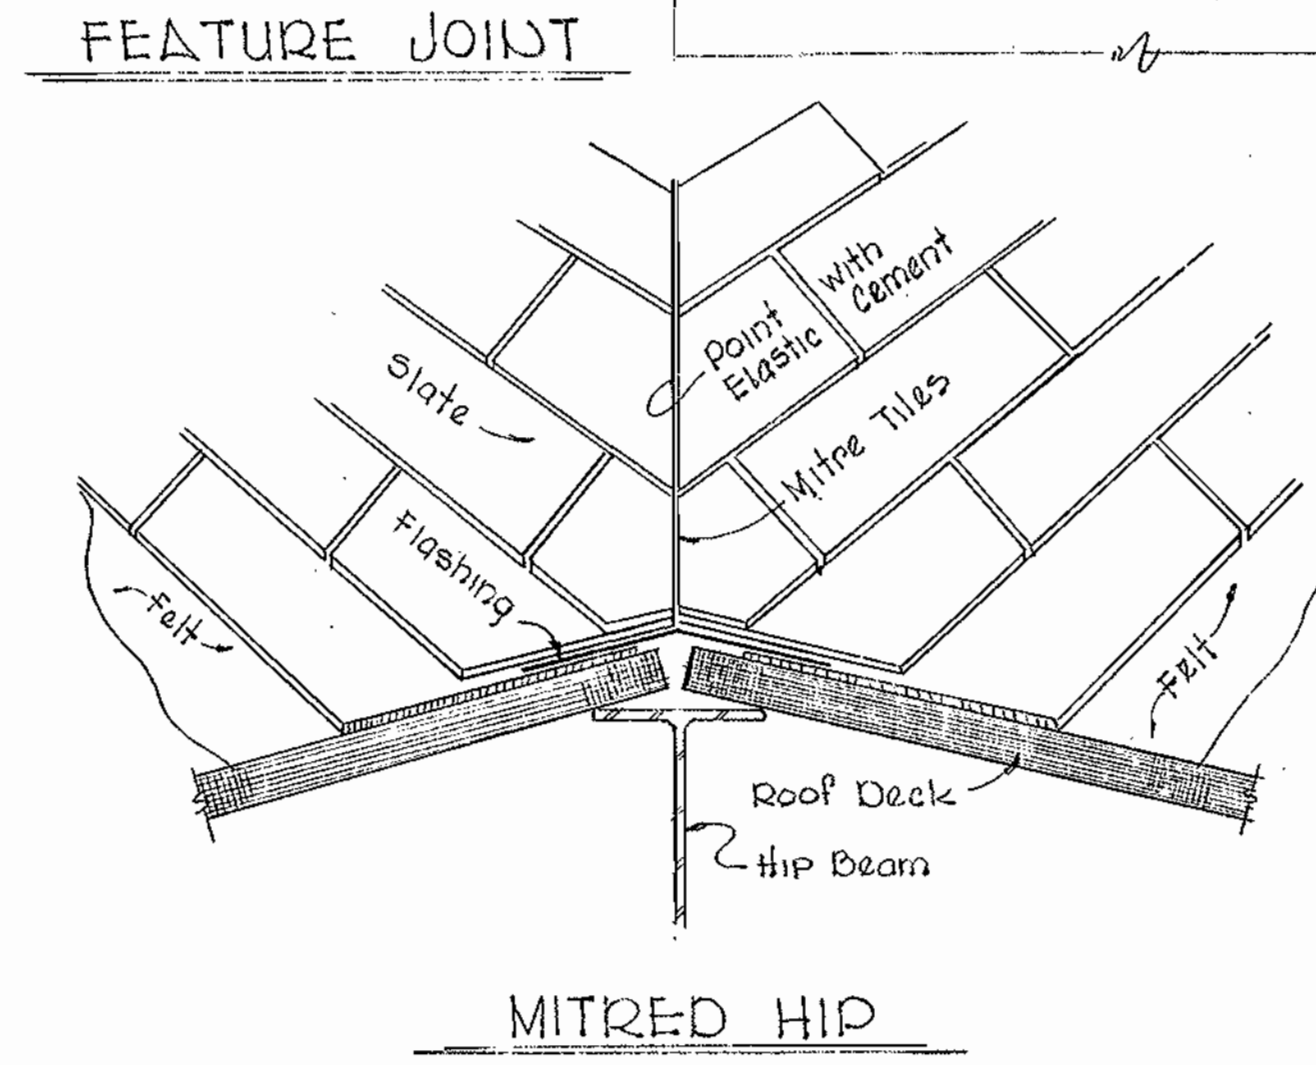 FEATURE JOINT
with
Cement
Point
Elastic
Slate
Mitre Tiles
Flashing
Felt
Felt
Roof Deck
Hip Beam
MITRED HIP